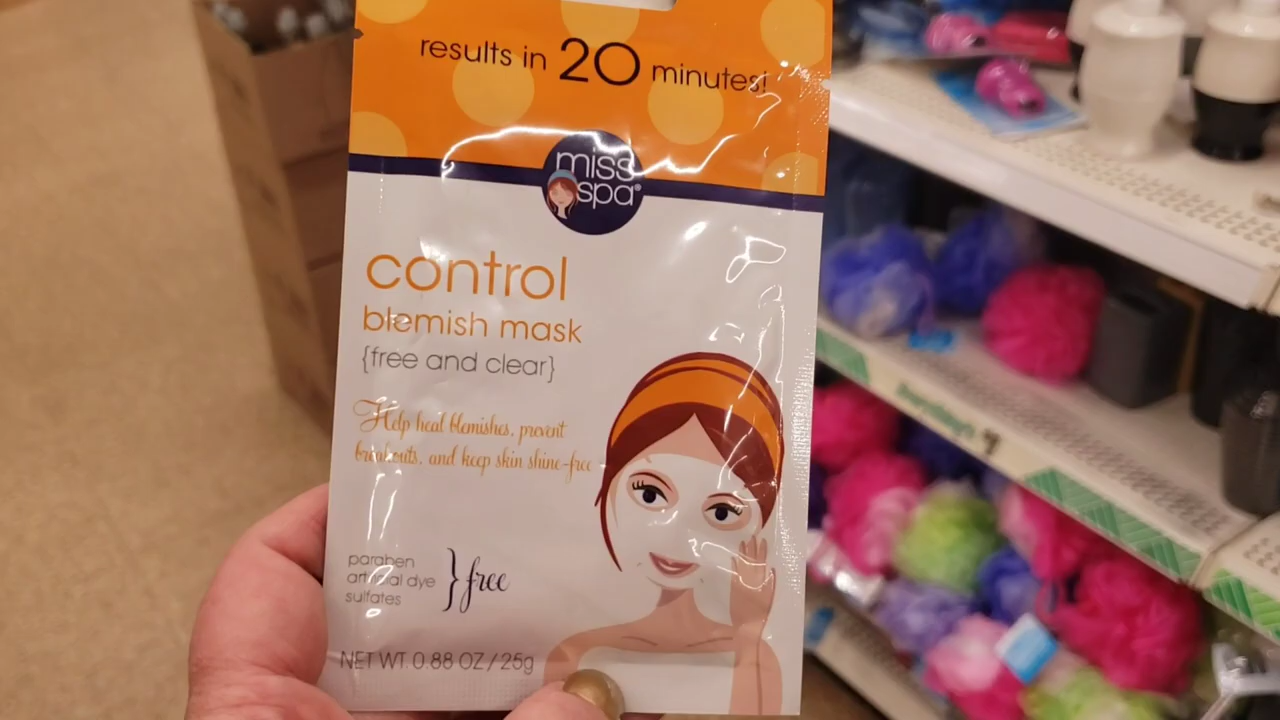 results in 20 minutes!
miss
spa®
control
blemish mask
{free and clear}
Help heal blemishes, prevent
breakouts, and keep skin shine-free
paraben
artificial dye
sulfates
} free
NET WT. 0.88 OZ / 25g